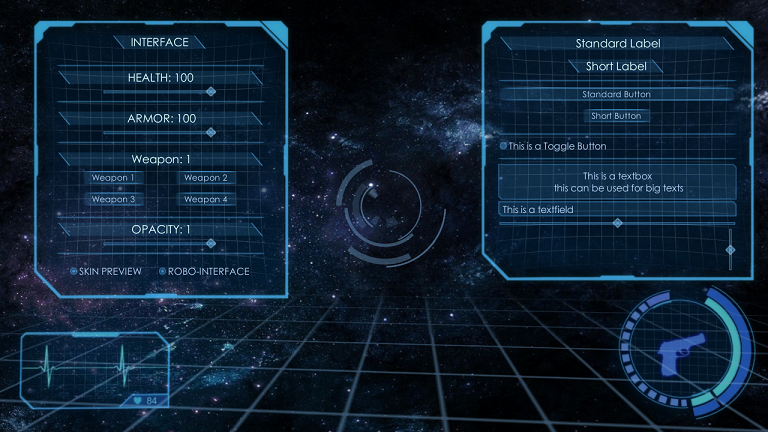 INTERFACE
HEALTH: 100
ARMOR: 100
Weapon: 1
Weapon 1
Weapon 2
Weapon 3
Weapon 4
OPACITY: 1
SKIN PREVIEW
ROBO-INTERFACE
84
Standard Label
Short Label
Standard Button
Short Button
This is a Toggle Button
This is a textbox
this can be used for big texts
This is a textfield